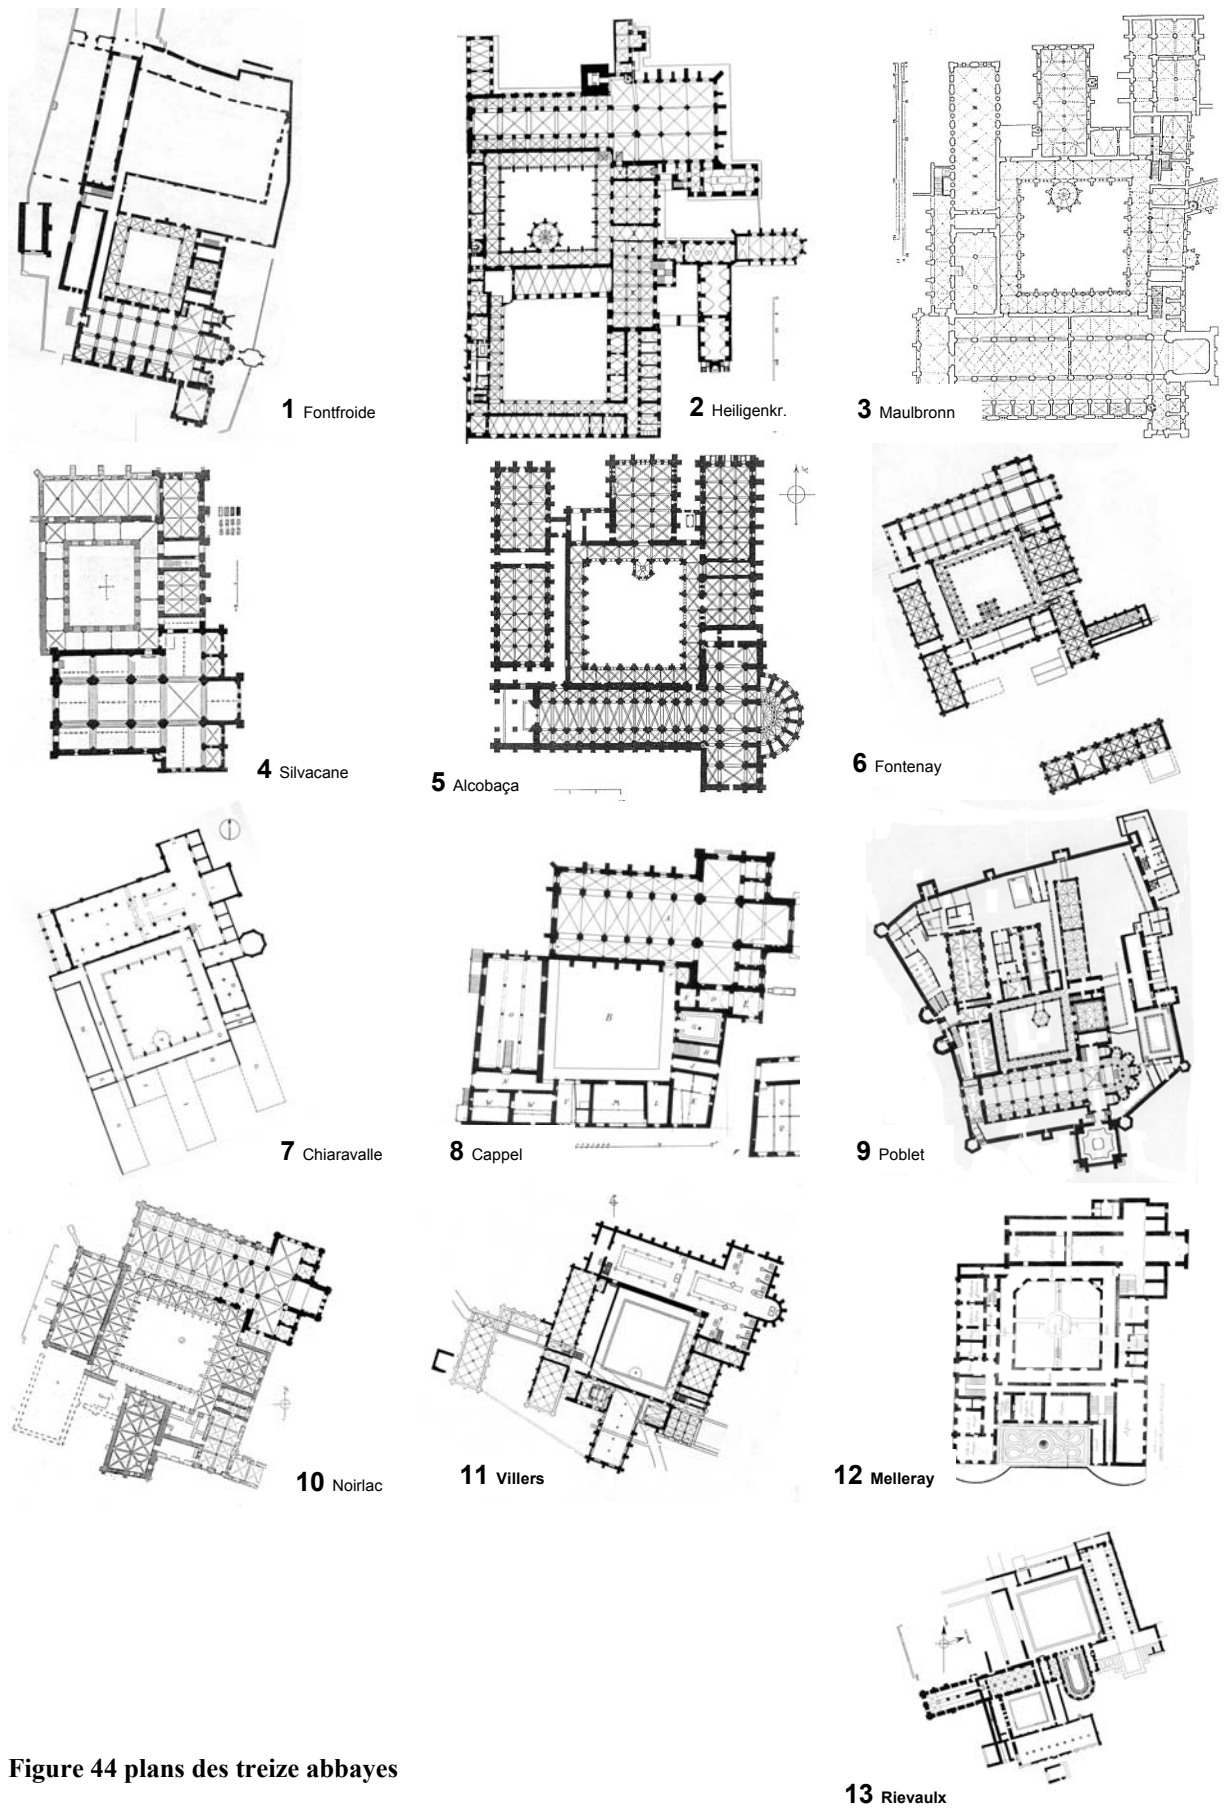 1 Fontfroide
2 Heiligenkr.
3 Maulbronn
4 Silvacane
5 Alcobaça
6 Fontenay
7 Chiaravalle
8 Cappel
9 Poblet
10 Noirlac
11 Villers
12 Melleray
Figure 44 plans des treize abbayes
13 Rievaulx